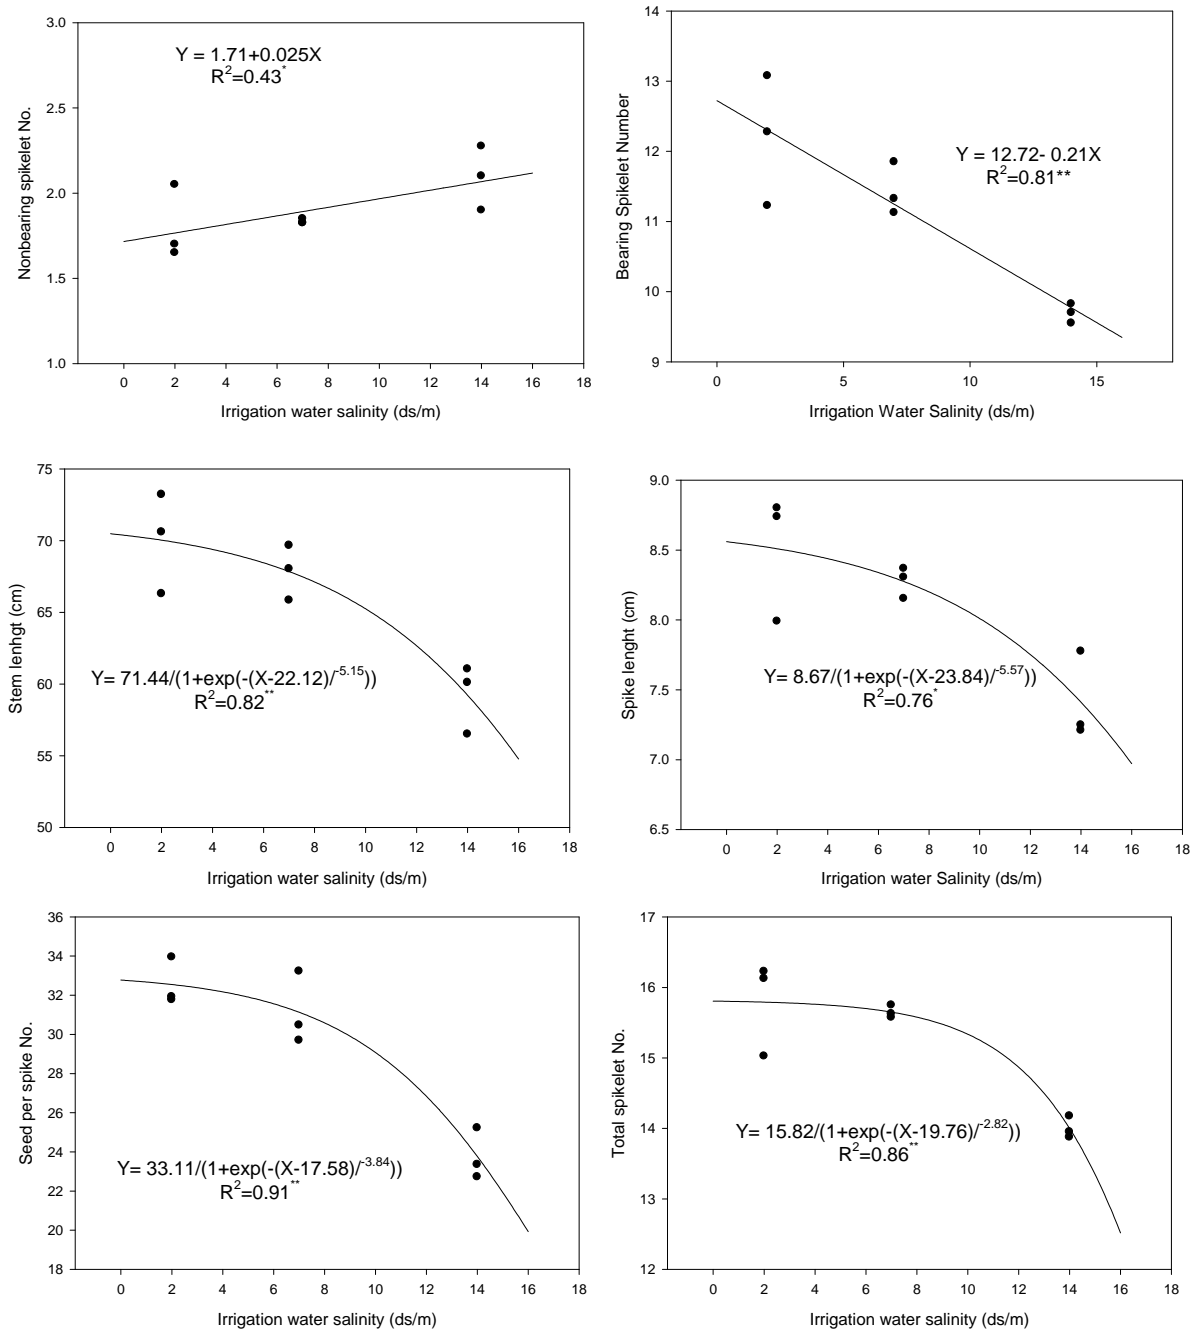 3.0
2.5
2.0
1.5
1.0
Nonbearing spikelet No.
Y = 1.71+0.025X
R²=0.43*
0 2 4 6 8 10 12 14 16 18
Irrigation water salinity (ds/m)
14
13
12
11
10
9
Bearing Spikelet Number
Y = 12.72- 0.21X
R²=0.81**
0 5 10 15
Irrigation Water Salinity (ds/m)
75
70
65
60
55
50
Stem lenhgt (cm)
Y= 71.44/(1+exp(-(X-22.12)/-5.15))
R²=0.82**
0 2 4 6 8 10 12 14 16 18
Irrigation water salinity (ds/m)
9.0
8.5
8.0
7.5
7.0
6.5
Spike lenght (cm)
Y= 8.67/(1+exp(-(X-23.84)/-5.57))
R²=0.76*
0 2 4 6 8 10 12 14 16 18
Irrigation water Salinity (ds/m)
36
34
32
30
28
26
24
22
20
18
Seed per spike No.
Y= 33.11/(1+exp(-(X-17.58)/-3.84))
R²=0.91**
0 2 4 6 8 10 12 14 16 18
Irrigation water salinity (ds/m)
17
16
15
14
13
12
Total spikelet No.
Y= 15.82/(1+exp(-(X-19.76)/-2.82))
R²=0.86**
0 2 4 6 8 10 12 14 16 18
Irrigation water salinity (ds/m)